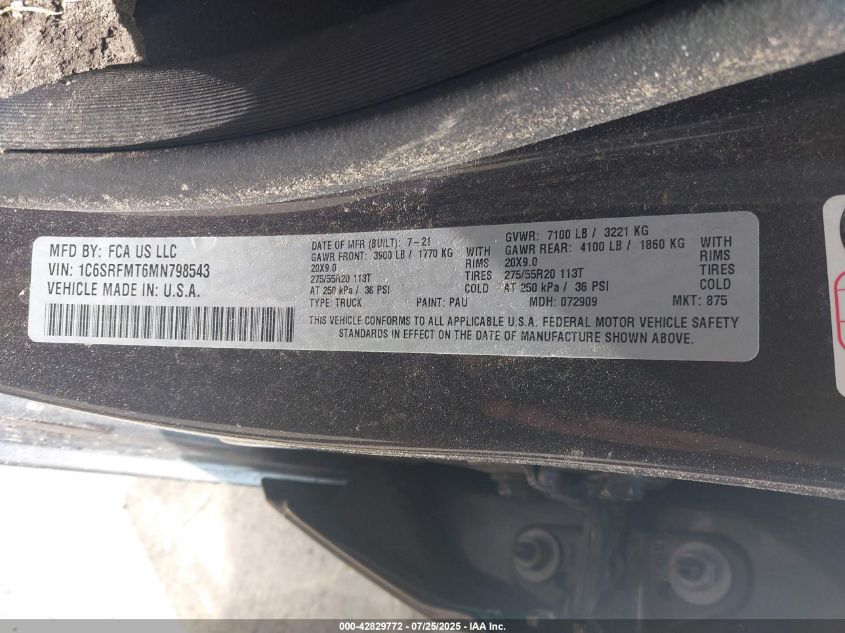 MFD BY: FCA US LLC
VIN: 1C6SRFMT6MN798543
VEHICLE MADE IN: U.S.A.
DATE OF MFR (BUILT): 7-21
GAWR FRONT: 3900 LB / 1770 KG WITH
20X9.0 RIMS
275/55R20 113T TIRES
AT 250 kPa / 36 PSI COLD
TYPE: TRUCK PAINT: PAU
GVWR: 7100 LB / 3221 KG
GAWR REAR: 4100 LB / 1860 KG WITH
20X9.0 RIMS
275/55R20 113T TIRES
AT 250 kPa / 36 PSI COLD
MDH: 072909 MKT: 875
THIS VEHICLE CONFORMS TO ALL APPLICABLE U.S.A. FEDERAL MOTOR VEHICLE SAFETY
STANDARDS IN EFFECT ON THE DATE OF MANUFACTURE SHOWN ABOVE.
000-42829772 - 07/25/2025 - IAA, Inc.